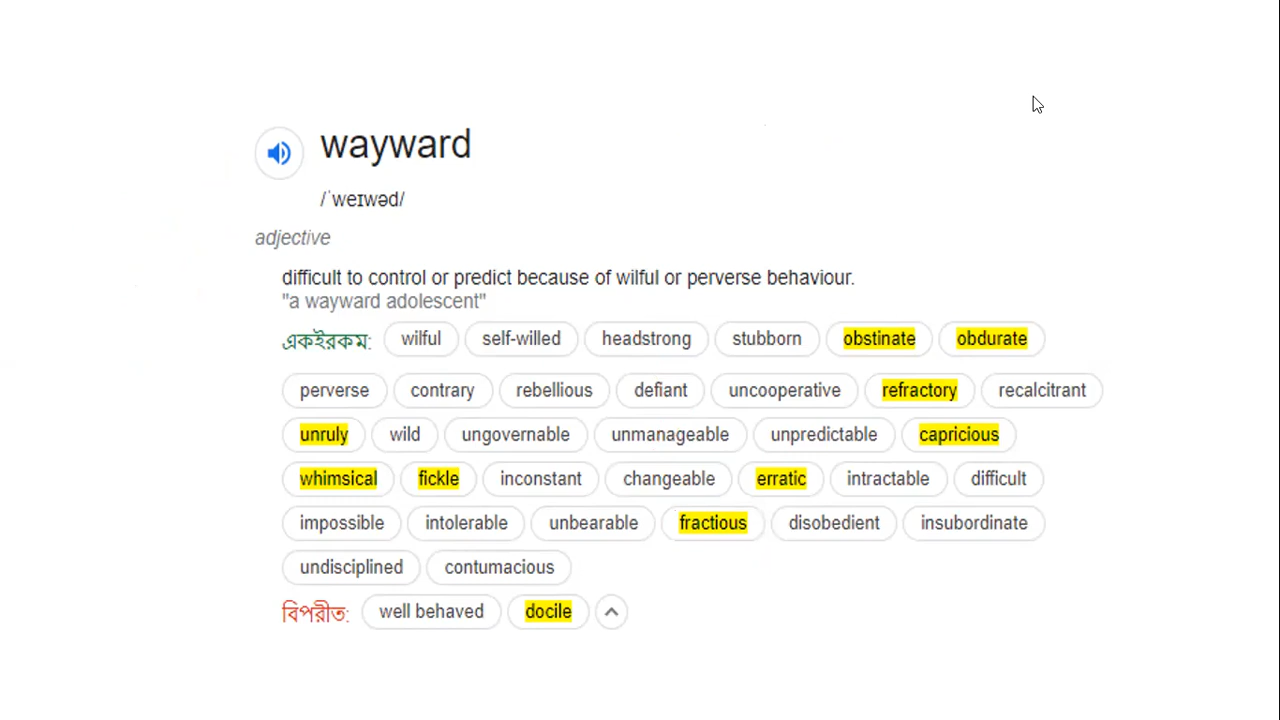 wayward
/ˈweɪwəd/
adjective
difficult to control or predict because of wilful or perverse behaviour.
"a wayward adolescent"
একইরকম: wilful self-willed headstrong stubborn obstinate obdurate
perverse contrary rebellious defiant uncooperative refractory recalcitrant
unruly wild ungovernable unmanageable unpredictable capricious
whimsical fickle inconstant changeable erratic intractable difficult
impossible intolerable unbearable fractious disobedient insubordinate
undisciplined contumacious
বিপরীত: well behaved docile